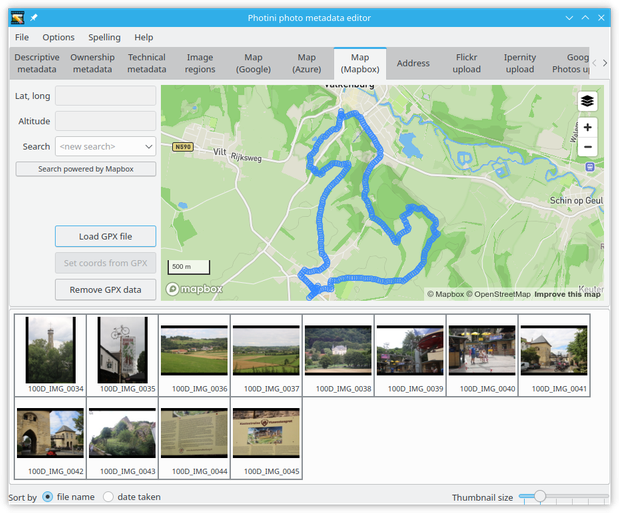 Photini photo metadata editor
File Options Spelling Help
Descriptive metadata
Ownership metadata
Technical metadata
Image regions
Map (Google)
Map (Azure)
Map (Mapbox)
Address
Flickr upload
Ipernity upload
Goog
Photos up
Lat, long
Altitude
Search <new search>
Search powered by Mapbox
Load GPX file
Set coords from GPX
Remove GPX data
Valkenburg
N590
Vilt
Rijksweg
Schin op Geul
Keuter
500 m
mapbox
© Mapbox © OpenStreetMap Improve this map
100D_IMG_0034 100D_IMG_0035 100D_IMG_0036 100D_IMG_0037 100D_IMG_0038 100D_IMG_0039 100D_IMG_0040 100D_IMG_0041
100D_IMG_0042 100D_IMG_0043 100D_IMG_0044 100D_IMG_0045
Sort by file name date taken Thumbnail size